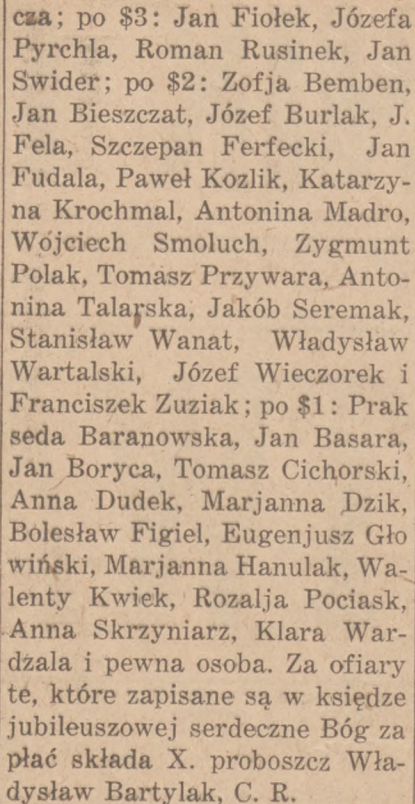 cza; po $3: Jan Fiołek, Józefa
Pyrchla, Roman Rusinek, Jan
Swider; po $2: Zofja Bemben,
Jan Bieszczat, Józef Burlak, J.
Fela, Szczepan Ferfecki, Jan
Fudala, Paweł Kozlik, Katarzy-
na Krochmal, Antonina Madro,
Wojciech Smoluch, Zygmunt
Polak, Tomasz Przywara, Anto-
nina Talarska, Jakób Seremak,
Stanisław Wanat, Władysław
Wartalski, Józef Wieczorek i
Franciszek Zuziak; po $1: Prak
seda Baranowska, Jan Basara,
Jan Boryca, Tomasz Cichorski,
Anna Dudek, Marjanna Dzik,
Bolesław Figiel, Eugenjusz Gło
wiński, Marjanna Hanulak, Wa-
lenty Kwiek, Rozalja Pociask,
Anna Skrzyniarz, Klara War-
dzala i pewna osoba. Za ofiary
te, które zapisane są w księdze
jubileuszowej serdeczne Bóg za
płać składa X. proboszcz Wła-
dysław Bartylak, C. R.